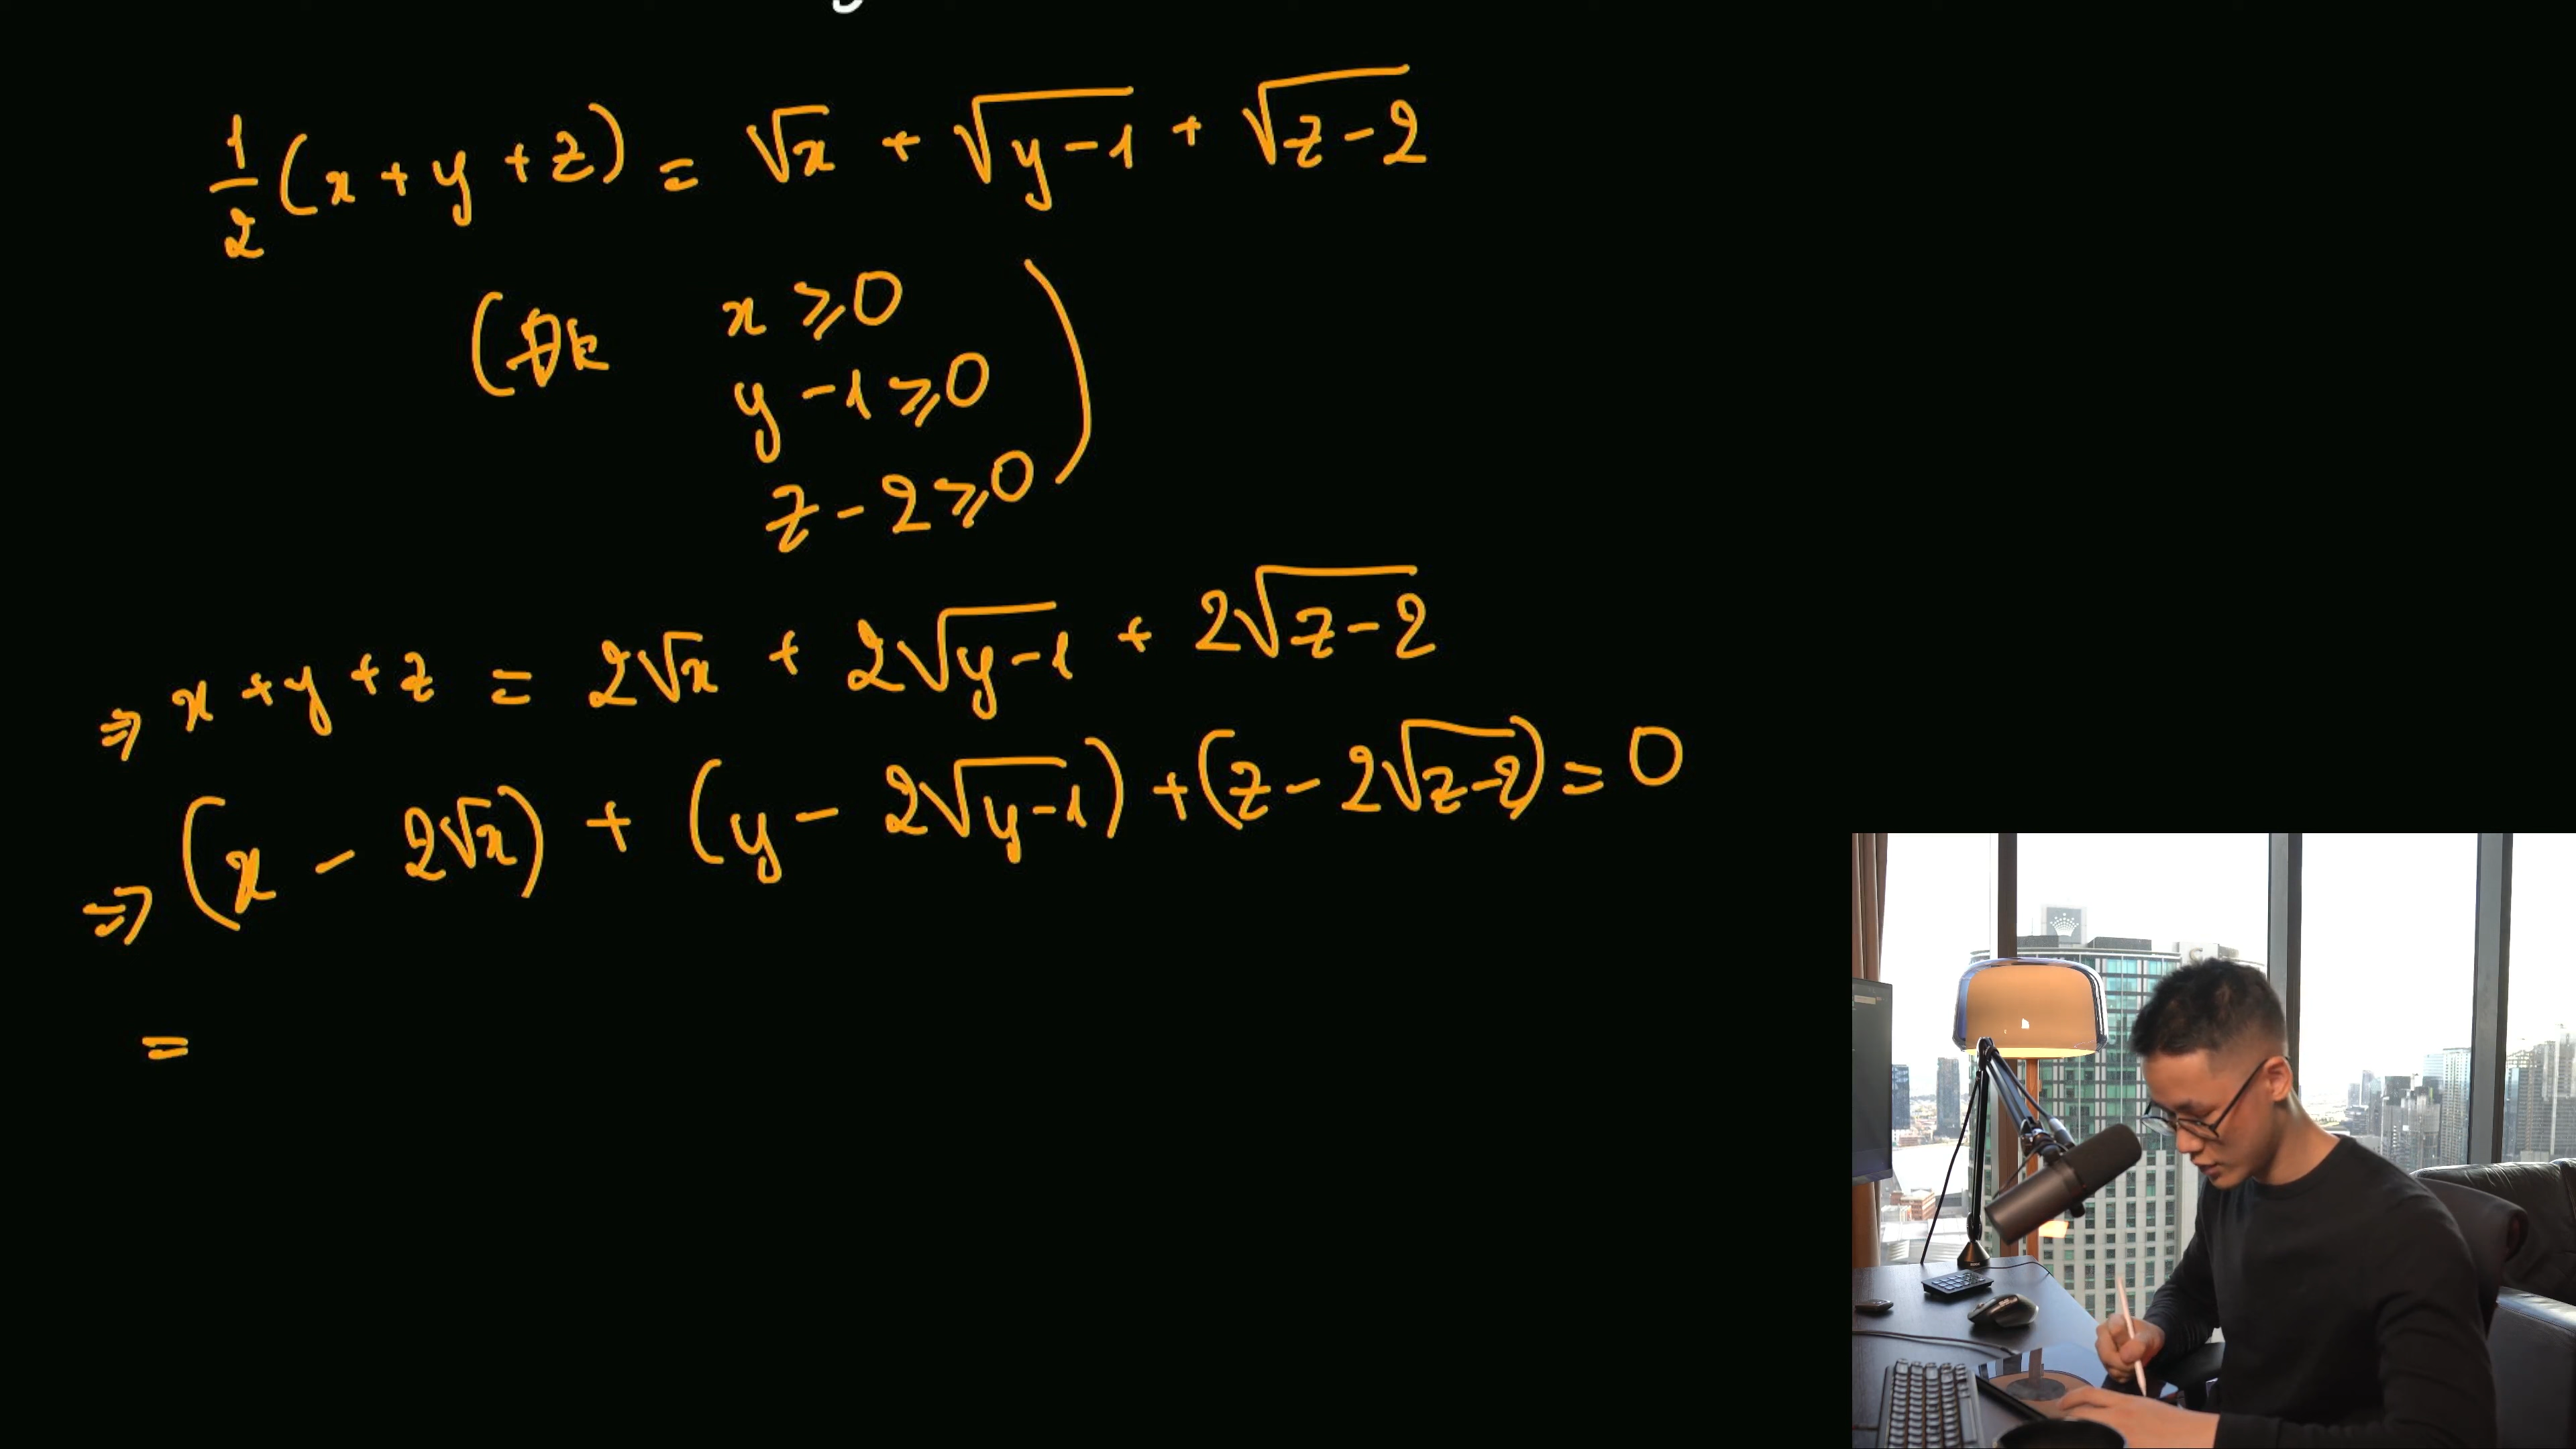 ½(x+y+z) = √x + √(y-1) + √(z-2)
(Đk x ≥ 0
y - 1 ≥ 0
z - 2 ≥ 0)
⇒ x + y + z = 2√x + 2√(y-1) + 2√(z-2)
⇒ (x - 2√x) + (y - 2√(y-1)) + (z - 2√(z-2)) = 0
=